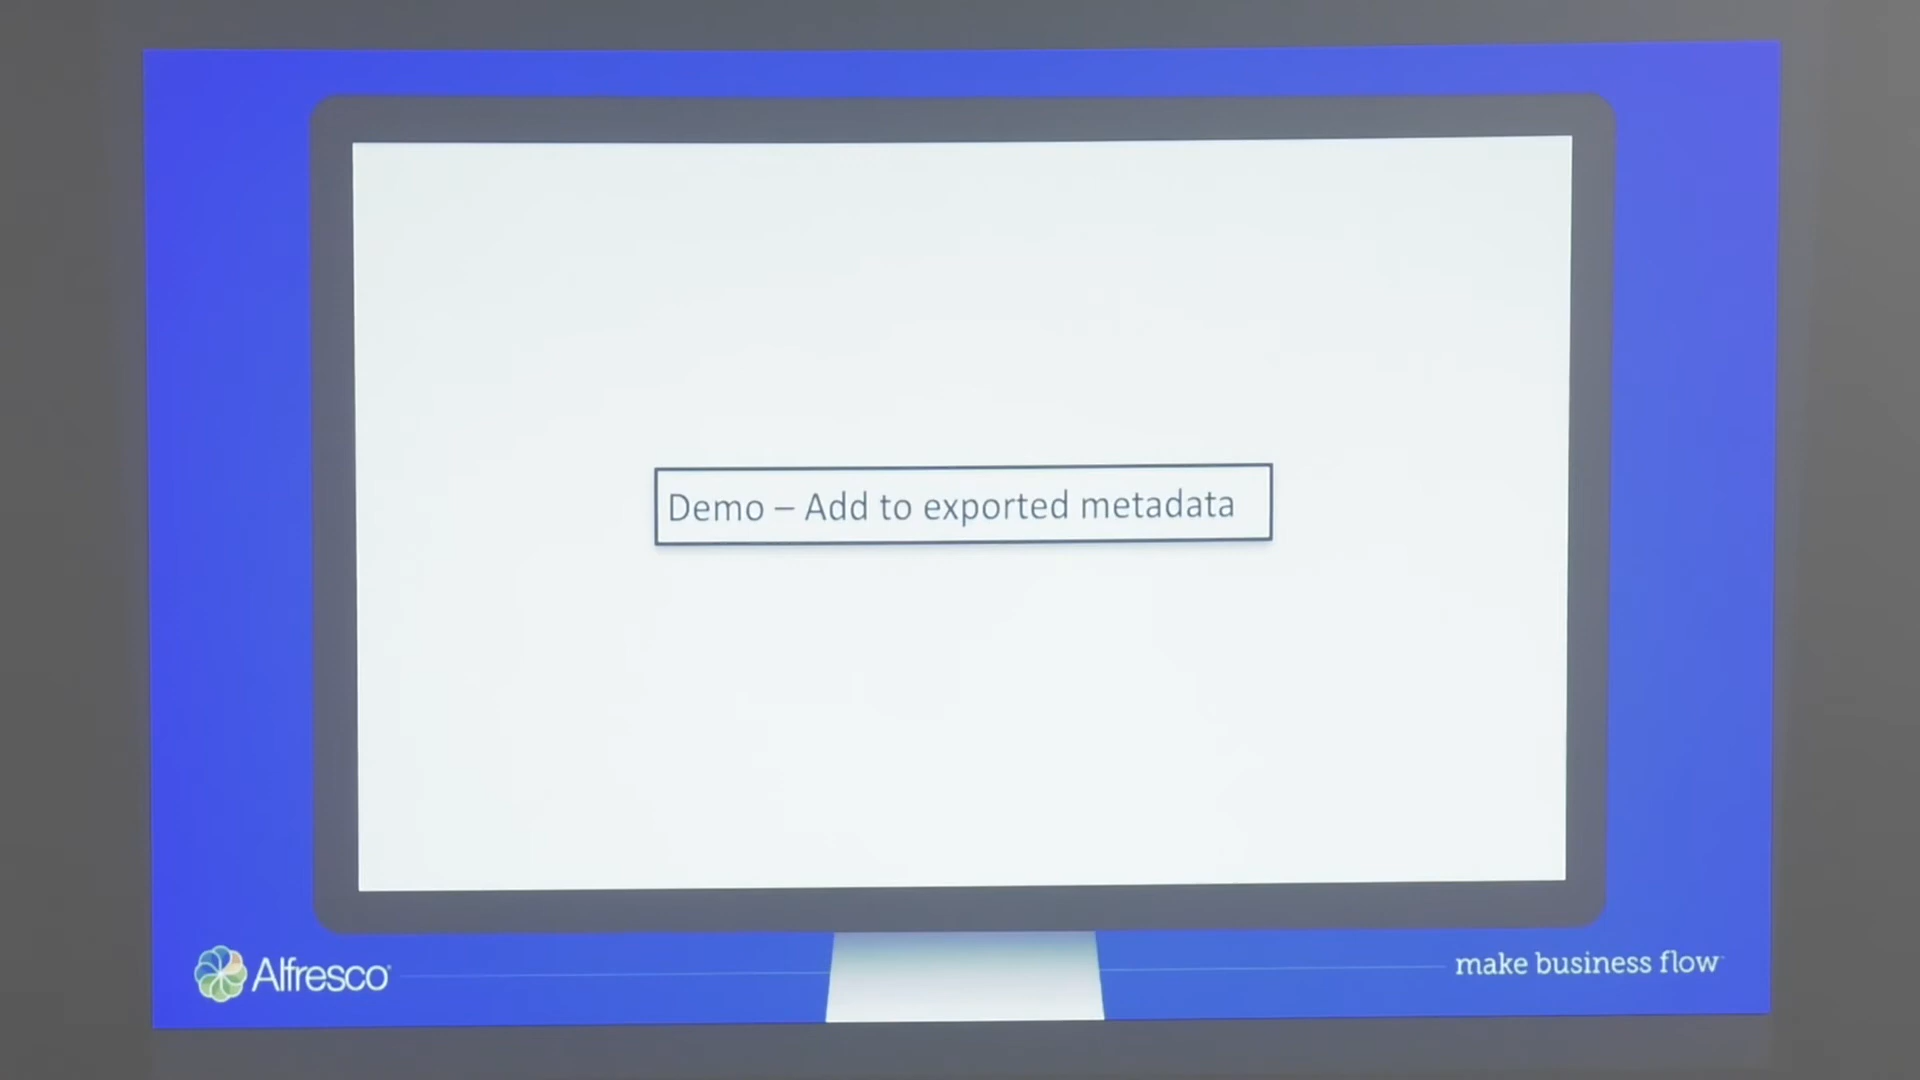 Demo – Add to exported metadata
Alfresco
make business flow